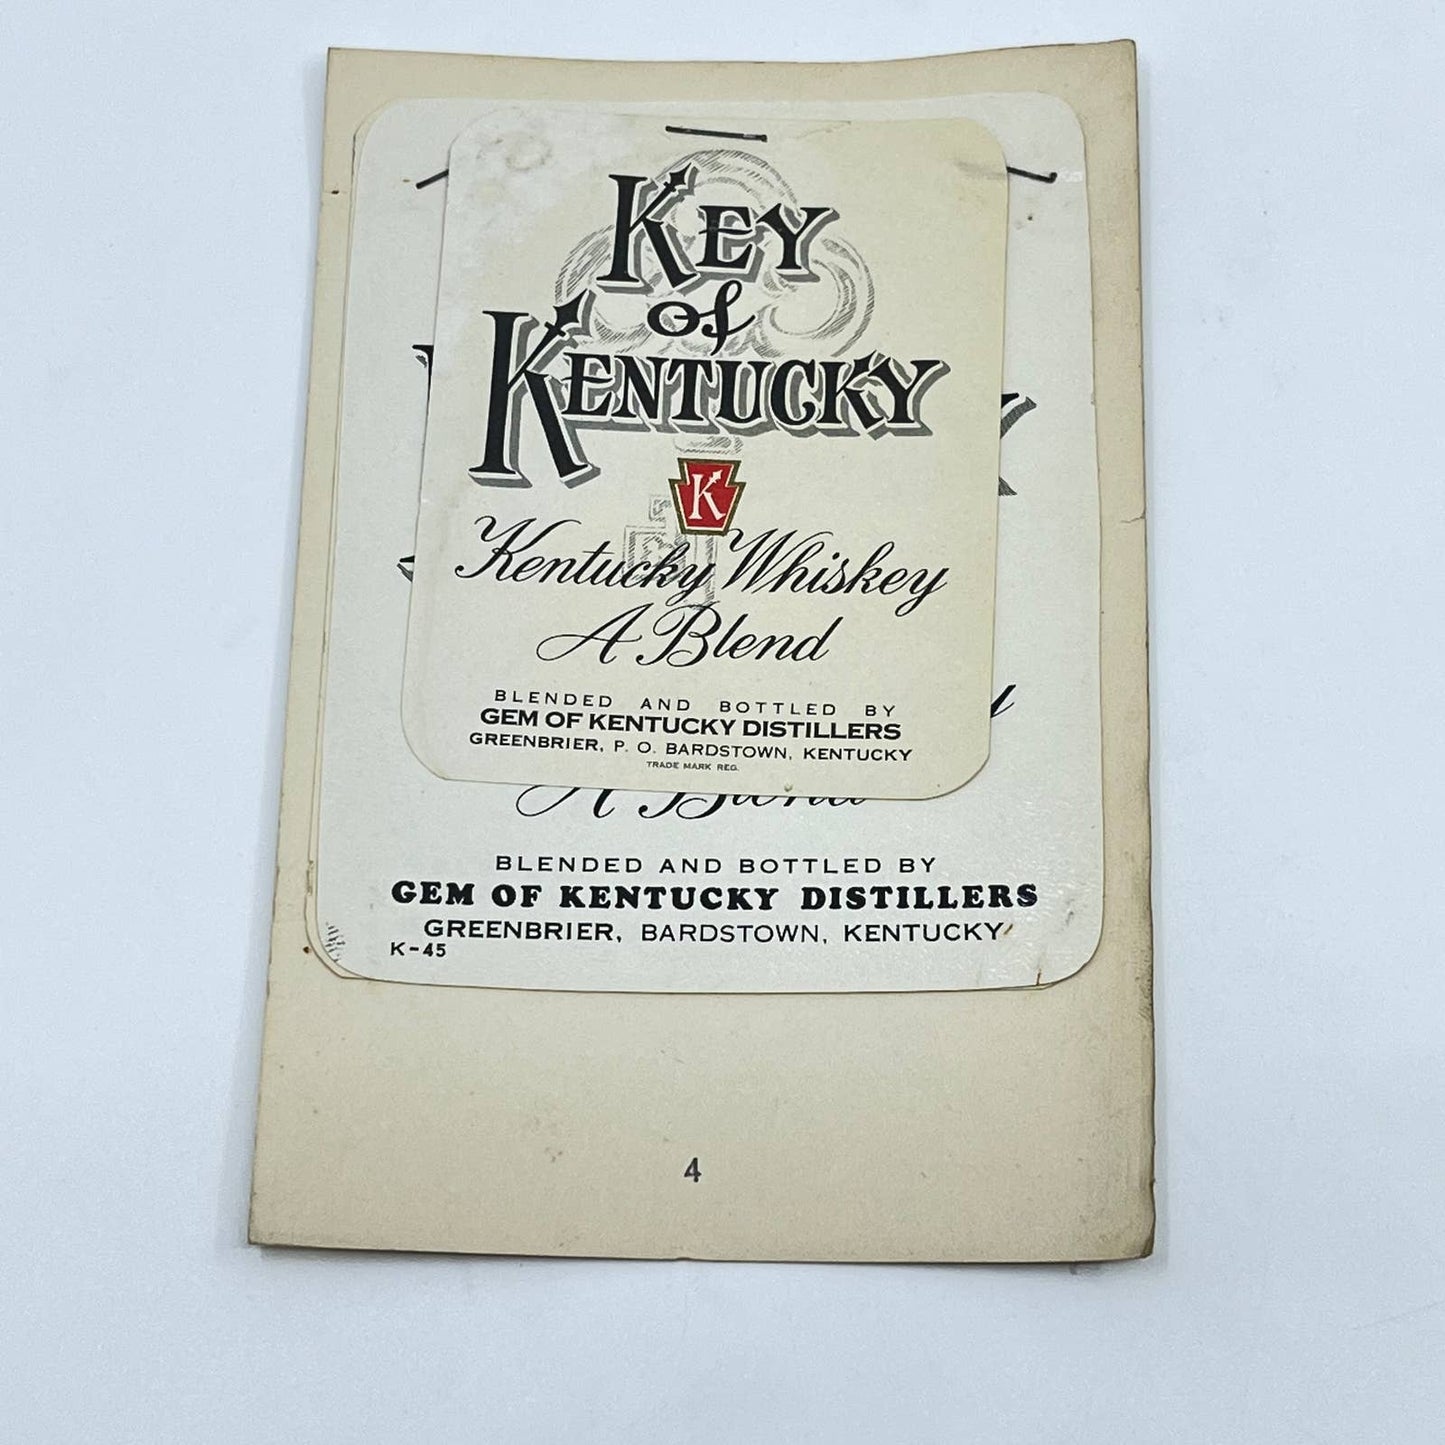 KEY
of
KENTUCKY
K
Kentucky Whiskey
A Blend
BLENDED AND BOTTLED BY
GEM OF KENTUCKY DISTILLERS
GREENBRIER, P. O. BARDSTOWN, KENTUCKY
TRADE MARK REG.
A Blend
BLENDED AND BOTTLED BY
GEM OF KENTUCKY DISTILLERS
GREENBRIER, BARDSTOWN, KENTUCKY
K-45
4